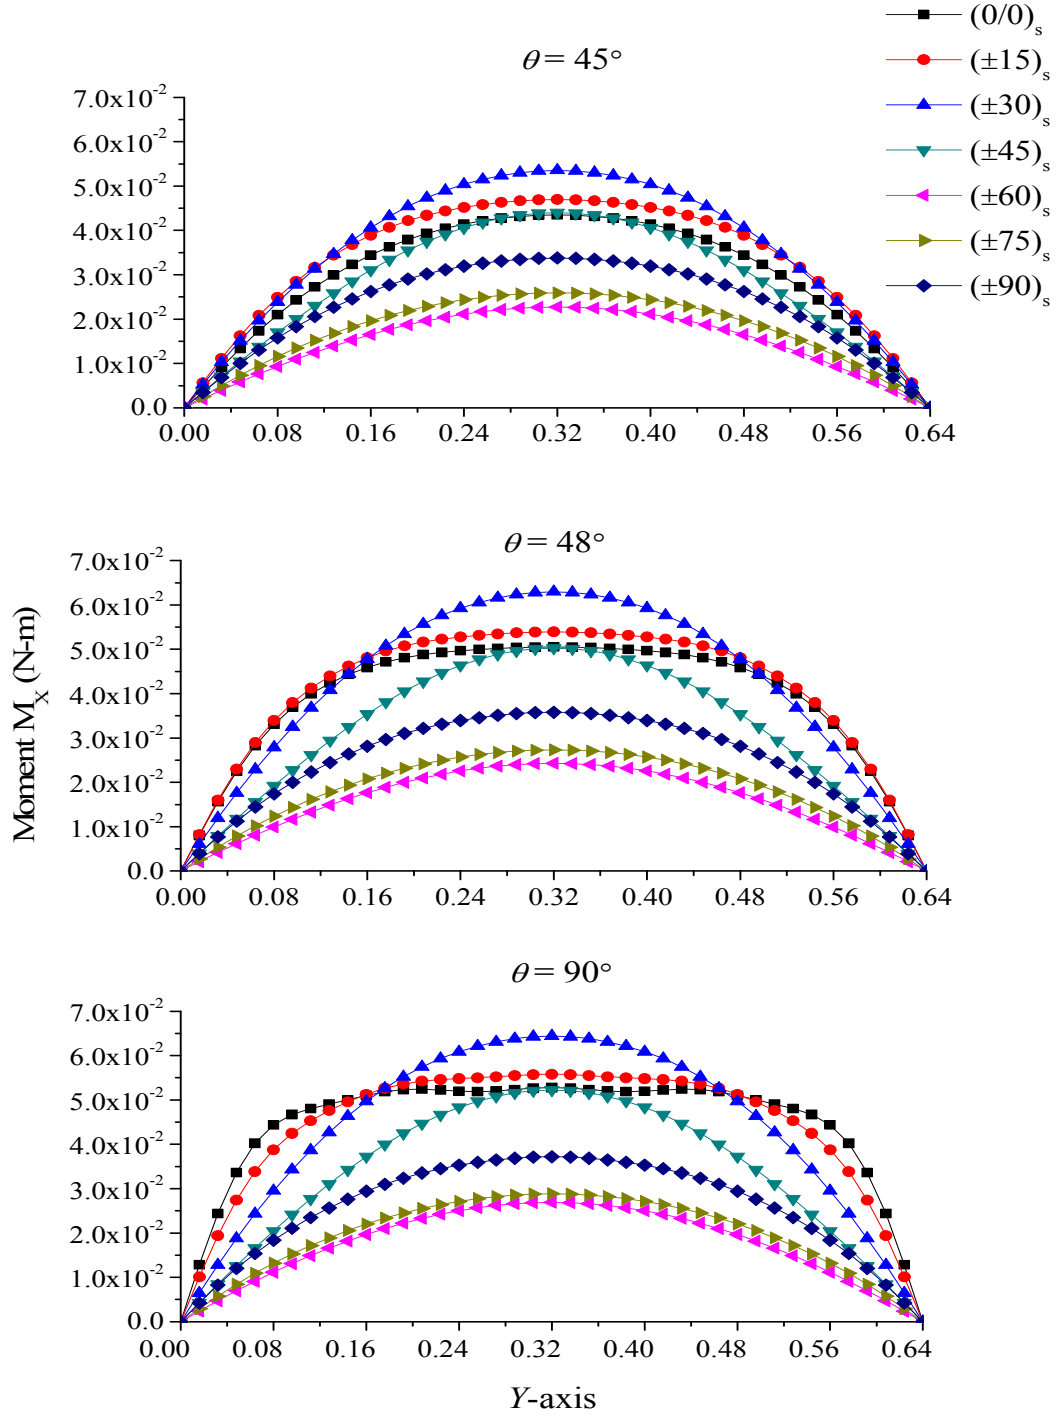 (0/0)s
(±15)s
(±30)s
(±45)s
(±60)s
(±75)s
(±90)s
θ = 45°
7.0x10-2
6.0x10-2
5.0x10-2
4.0x10-2
3.0x10-2
2.0x10-2
1.0x10-2
0.0
0.00 0.08 0.16 0.24 0.32 0.40 0.48 0.56 0.64
θ = 48°
7.0x10-2
6.0x10-2
5.0x10-2
4.0x10-2
3.0x10-2
2.0x10-2
1.0x10-2
0.0
0.00 0.08 0.16 0.24 0.32 0.40 0.48 0.56 0.64
Moment MX (N-m)
θ = 90°
7.0x10-2
6.0x10-2
5.0x10-2
4.0x10-2
3.0x10-2
2.0x10-2
1.0x10-2
0.0
0.00 0.08 0.16 0.24 0.32 0.40 0.48 0.56 0.64
Y-axis